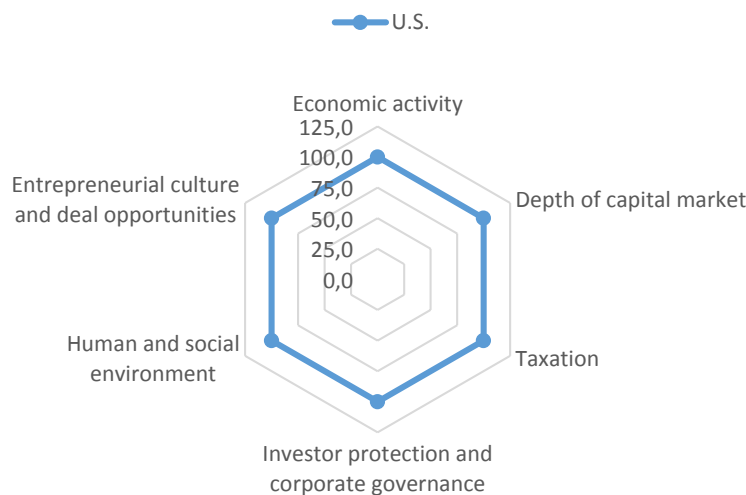 U.S.
Economic activity
125,0
100,0
75,0
50,0
25,0
0,0
Entrepreneurial culture
and deal opportunities
Depth of capital market
Human and social
environment
Taxation
Investor protection and
corporate governance